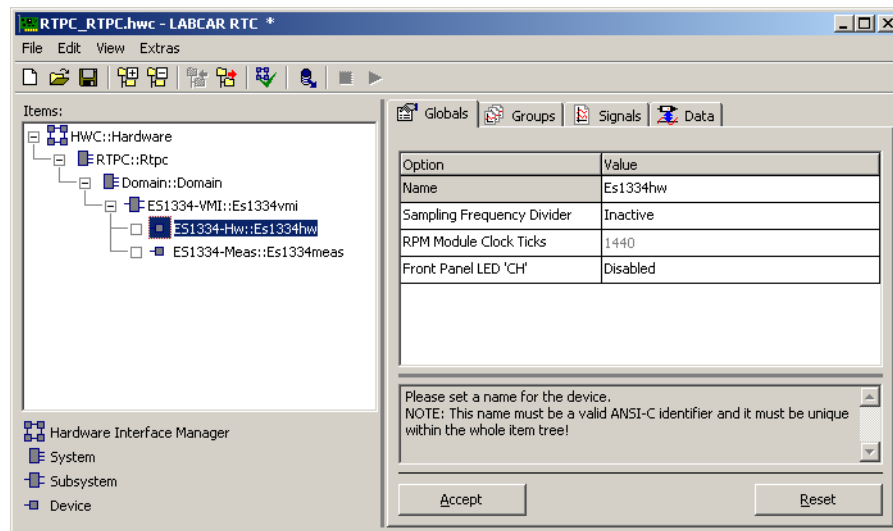 RTPC_RTPC.hwc - LABCAR RTC *
File Edit View Extras
Items:
HWC::Hardware
RTPC::Rtpc
Domain::Domain
ES1334-VMI::Es1334vmi
ES1334-Hw::Es1334hw
ES1334-Meas::Es1334meas
Hardware Interface Manager
System
Subsystem
Device
Globals Groups Signals Data
Option Value
Name Es1334hw
Sampling Frequency Divider Inactive
RPM Module Clock Ticks 1440
Front Panel LED 'CH' Disabled
Please set a name for the device.
NOTE: This name must be a valid ANSI-C identifier and it must be unique
within the whole item tree!
Accept Reset